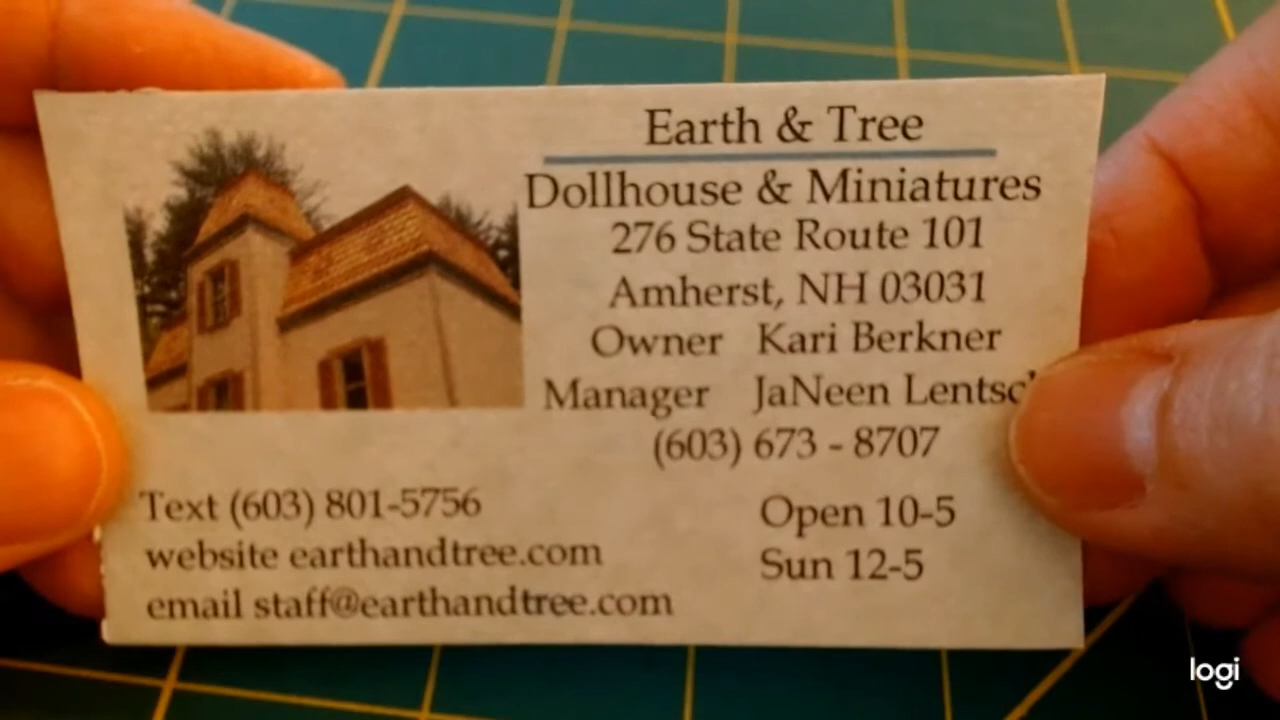 Earth & Tree
Dollhouse & Miniatures
276 State Route 101
Amherst, NH 03031
Owner Kari Berkner
Manager JaNeen
(603) 673 - 8707
Text (603) 801-5756
website earthandtree.com
email staff@earthandtree.com
Open 10-5
Sun 12-5
logi